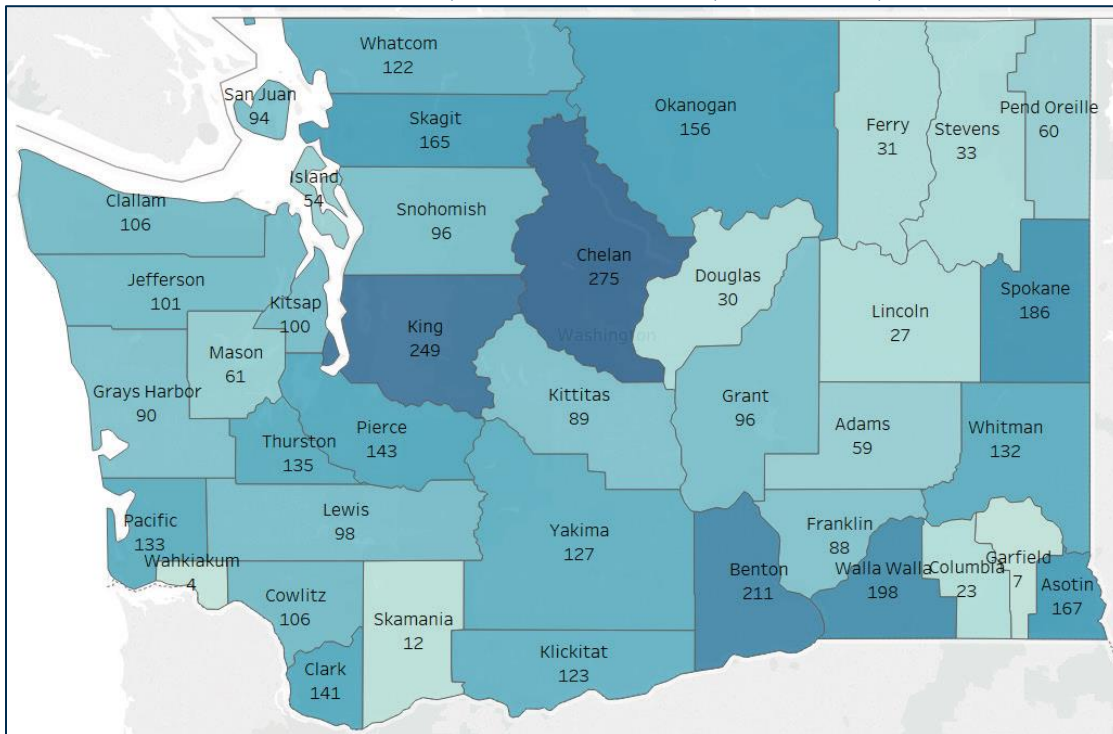 Whatcom
122
San Juan
94
Skagit
165
Okanogan
156
Ferry
31
Stevens
33
Pend Oreille
60
Island
54
Clallam
106
Snohomish
96
Chelan
275
Douglas
30
Jefferson
101
Kitsap
100
King
249
Lincoln
27
Spokane
186
Washington
Mason
61
Grays Harbor
90
Kittitas
89
Grant
96
Adams
59
Whitman
132
Thurston
135
Pierce
143
Lewis
98
Pacific
133
Wahkiakum
4
Yakima
127
Franklin
88
Benton
211
Walla Walla
198
Columbia
23
Garfield
7
Asotin
167
Cowlitz
106
Skamania
12
Clark
141
Klickitat
123